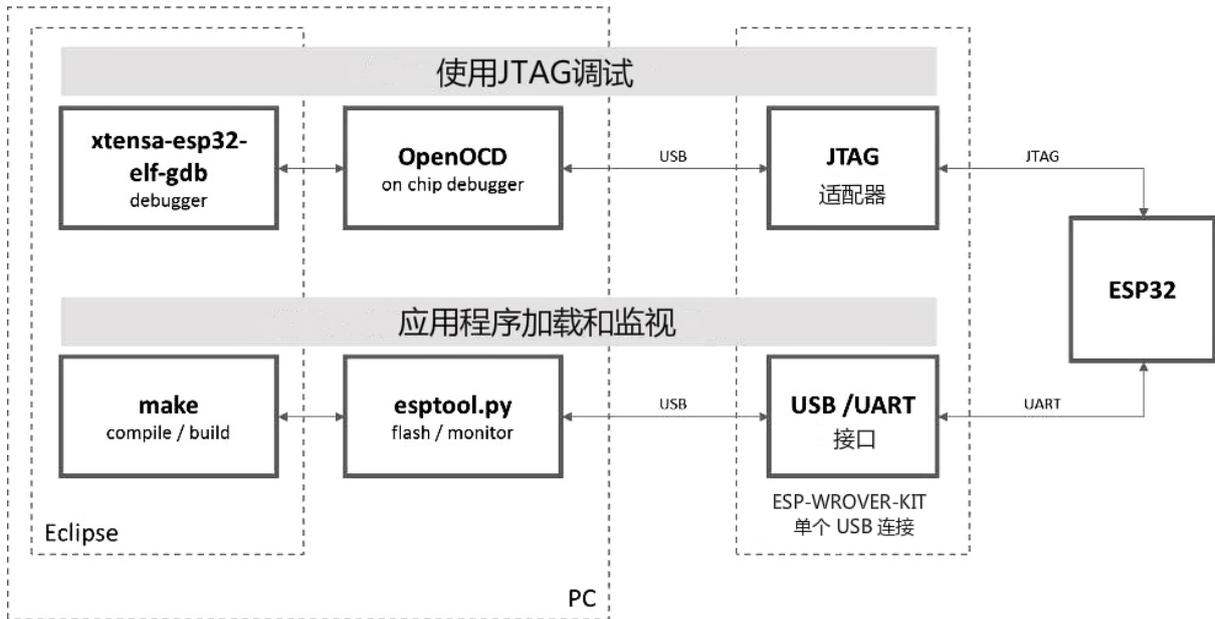 使用JTAG调试
xtensa-esp32-
elf-gdb
debugger
OpenOCD
on chip debugger
USB
JTAG
适配器
JTAG
ESP32
应用程序加载和监视
make
compile / build
esptool.py
flash / monitor
USB
USB /UART
接口
UART
ESP-WROVER-KIT
单个 USB 连接
Eclipse
PC